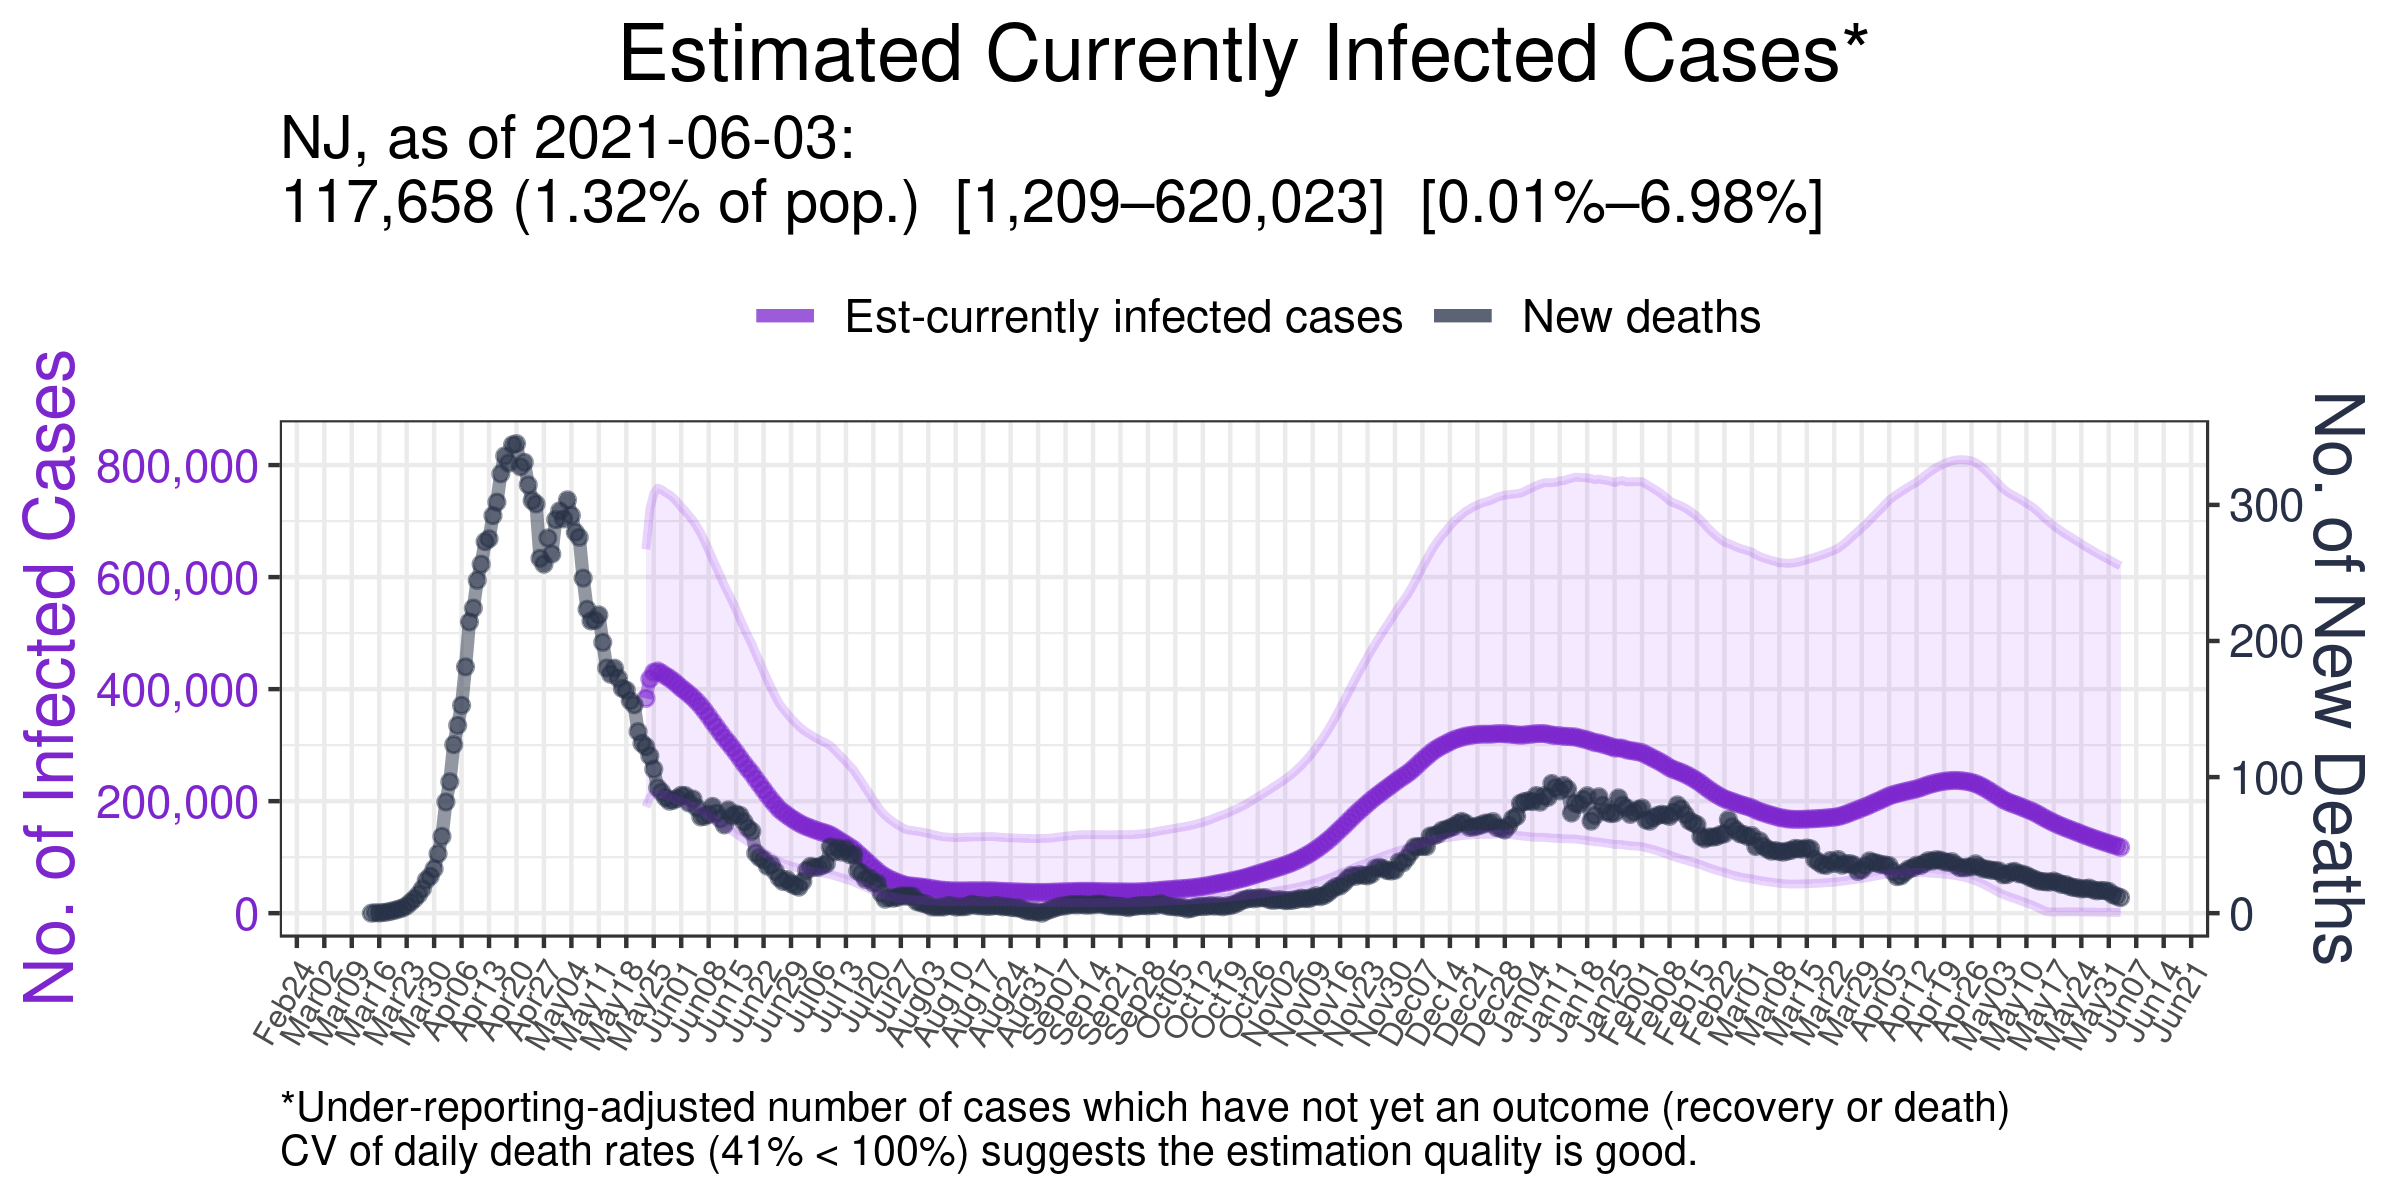 Estimated Currently Infected Cases*
NJ, as of 2021-06-03:
117,658 (1.32% of pop.) [1,209–620,023] [0.01%–6.98%]
Est-currently infected cases
New deaths
No. of Infected Cases
800,000
600,000
400,000
200,000
0
300
200
100
0
No. of New Deaths
Feb24
Mar02
Mar09
Mar16
Mar23
Mar30
Apr06
Apr13
Apr20
Apr27
May04
May11
May18
May25
Jun01
Jun08
Jun15
Jun22
Jun29
Jul06
Jul13
Jul20
Jul27
Aug03
Aug10
Aug17
Aug24
Aug31
Sep07
Sep14
Sep21
Sep28
Oct05
Oct12
Oct19
Oct26
Nov02
Nov09
Nov16
Nov23
Nov30
Dec07
Dec14
Dec21
Dec28
Jan04
Jan11
Jan18
Jan25
Feb01
Feb08
Feb15
Feb22
Mar01
Mar08
Mar15
Mar22
Mar29
Apr05
Apr12
Apr19
Apr26
May03
May10
May17
May24
May31
Jun07
Jun14
Jun21
*Under-reporting-adjusted number of cases which have not yet an outcome (recovery or death)
CV of daily death rates (41% < 100%) suggests the estimation quality is good.